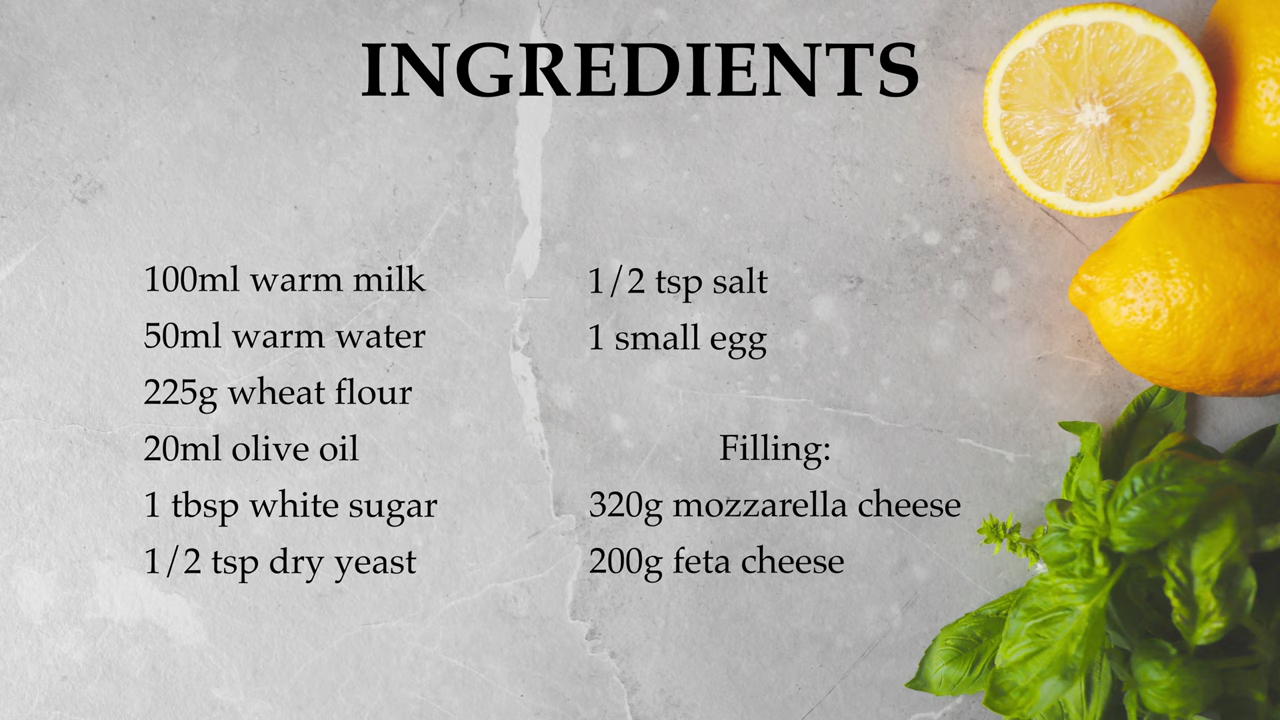 INGREDIENTS
100ml warm milk
50ml warm water
225g wheat flour
20ml olive oil
1 tbsp white sugar
1/2 tsp dry yeast
1/2 tsp salt
1 small egg
Filling:
320g mozzarella cheese
200g feta cheese